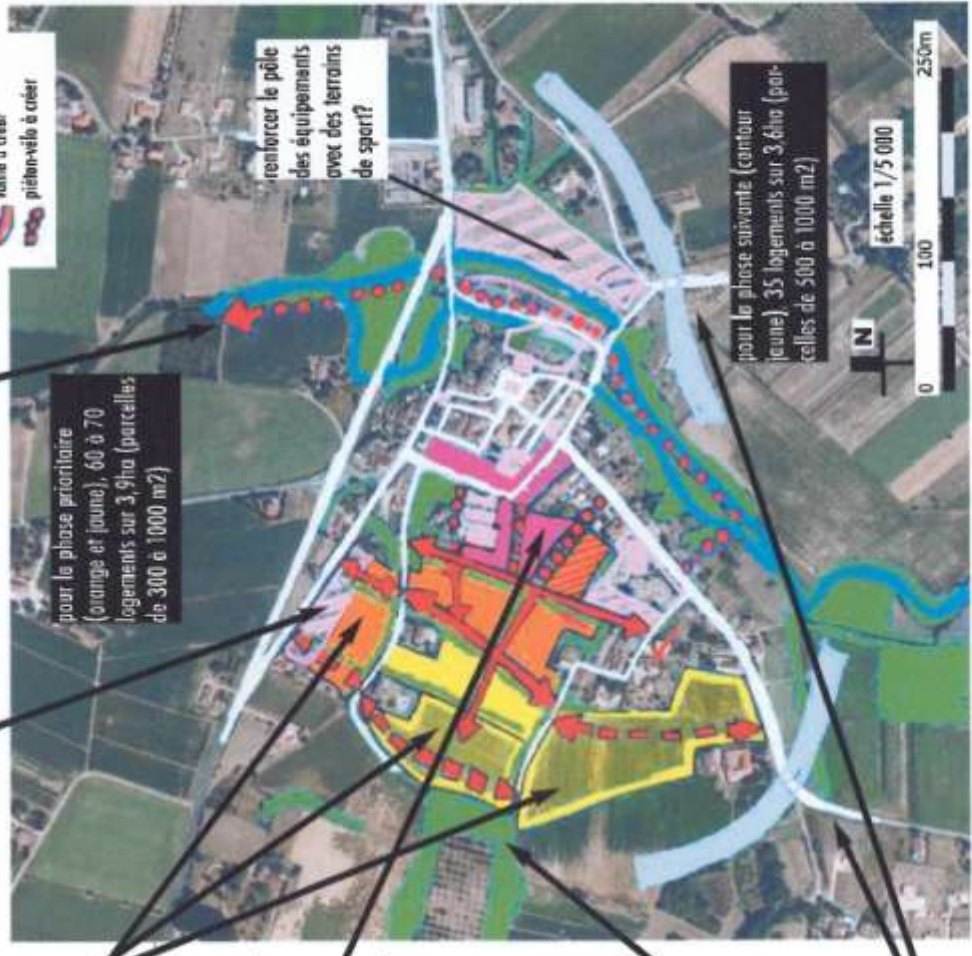 piéton-vélo à créer
renforcer le pôle
des équipements
avec des terrains
de sport?
pour la phase prioritaire
(orange et jaune), 60 à 70
logements sur 3,9ha (parcelles
de 300 à 1000 m2)
pour la phase suivante (contour
jaune) 35 logements sur 3,6ha (par-
celles de 500 à 1000 m2)
N
échelle 1/5 000
0 100 250m